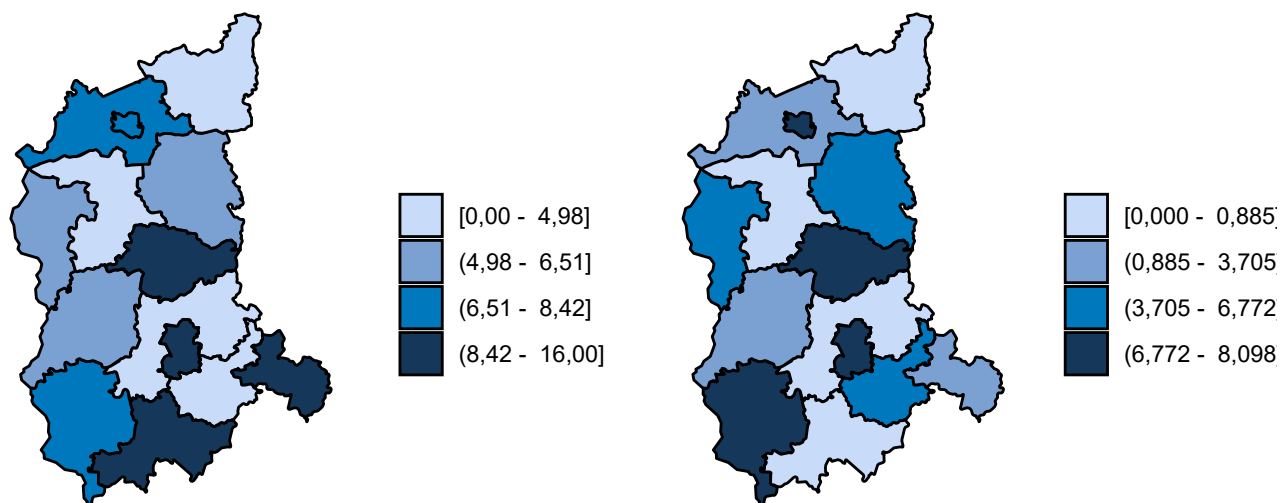 [0,00 - 4,98]
(4,98 - 6,51]
(6,51 - 8,42]
(8,42 - 16,00]
[0,000 - 0,885]
(0,885 - 3,705]
(3,705 - 6,772]
(6,772 - 8,098]